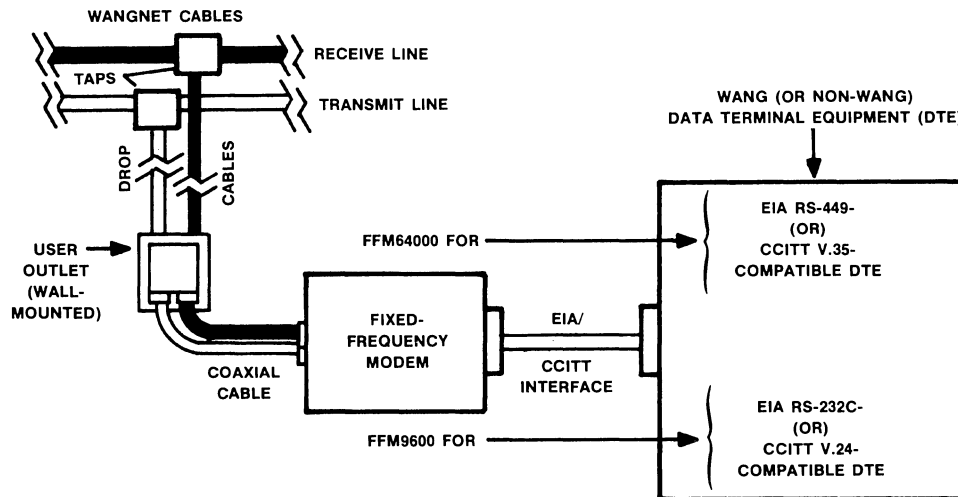 WANGNET CABLES
RECEIVE LINE
TAPS
TRANSMIT LINE
WANG (OR NON-WANG)
DATA TERMINAL EQUIPMENT (DTE)
DROP
CABLES
USER
OUTLET
(WALL-
MOUNTED)
FFM64000 FOR
EIA RS-449-
(OR)
CCITT V.35-
COMPATIBLE DTE
FIXED-
FREQUENCY
MODEM
EIA/
CCITT
INTERFACE
COAXIAL
CABLE
FFM9600 FOR
EIA RS-232C-
(OR)
CCITT V.24-
COMPATIBLE DTE